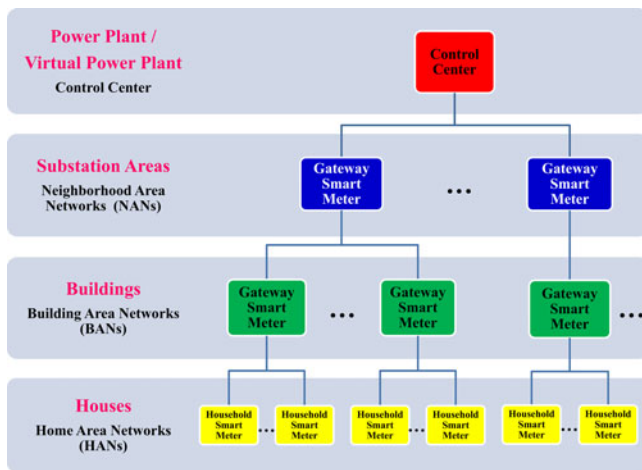 Power Plant /
Virtual Power Plant
Control Center
Control
Center
Substation Areas
Neighborhood Area
Networks (NANs)
Gateway
Smart
Meter
...
Gateway
Smart
Meter
Buildings
Building Area Networks
(BANs)
Gateway
Smart
Meter
...
Gateway
Smart
Meter
Gateway
Smart
Meter
...
Houses
Home Area Networks
(HANs)
Household
Smart
Meter
...
Household
Smart
Meter
Household
Smart
Meter
...
Household
Smart
Meter
Household
Smart
Meter
...
Household
Smart
Meter